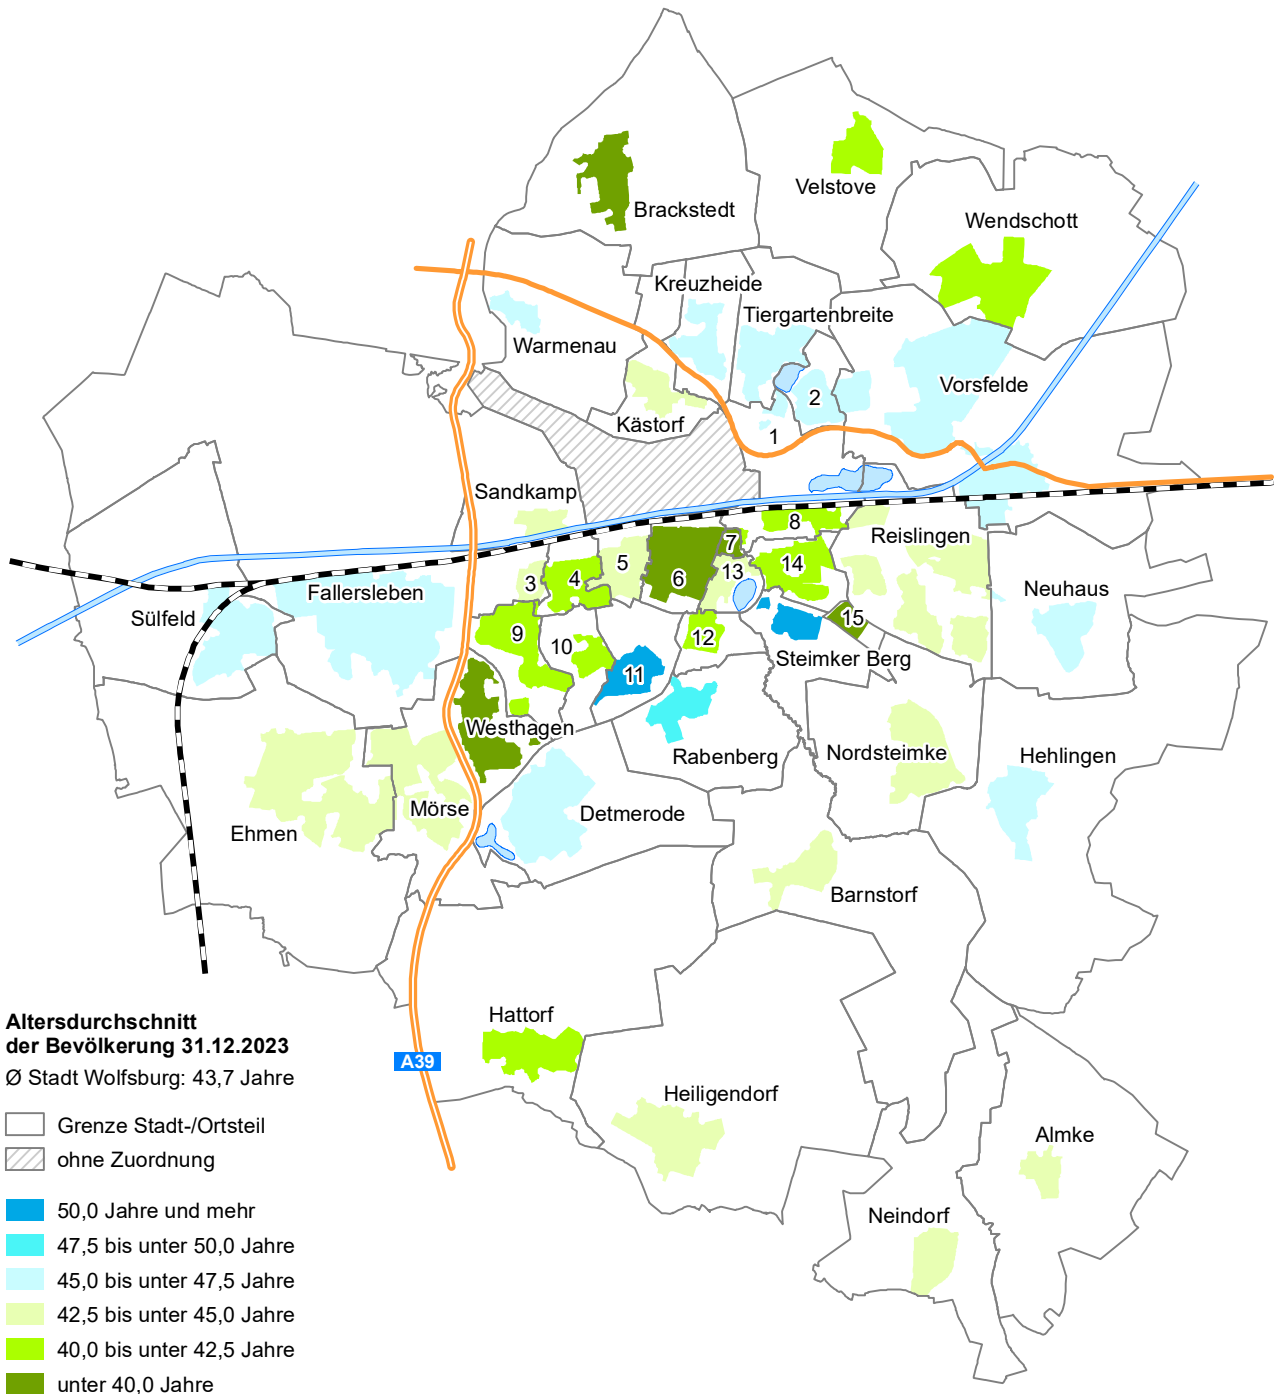 Brackstedt
Velstove
Wendschott
Kreuzheide
Tiergartenbreite
Warmenau
Vorsfelde
2
Kästorf
1
Sandkamp
8
Reislingen
7
5
14
13
3
4
6
Fallersleben
Neuhaus
Sülfeld
15
9
12
10
Steimker Berg
11
Westhagen
Rabenberg
Nordsteimke
Hehlingen
Mörse
Detmerode
Ehmen
Barnstorf
Hattorf
Altersdurchschnitt
der Bevölkerung 31.12.2023
A39
Ø Stadt Wolfsburg: 43,7 Jahre
Heiligendorf
Grenze Stadt-/Ortsteil
Almke
ohne Zuordnung
50,0 Jahre und mehr
Neindorf
47,5 bis unter 50,0 Jahre
45,0 bis unter 47,5 Jahre
42,5 bis unter 45,0 Jahre
40,0 bis unter 42,5 Jahre
unter 40,0 Jahre